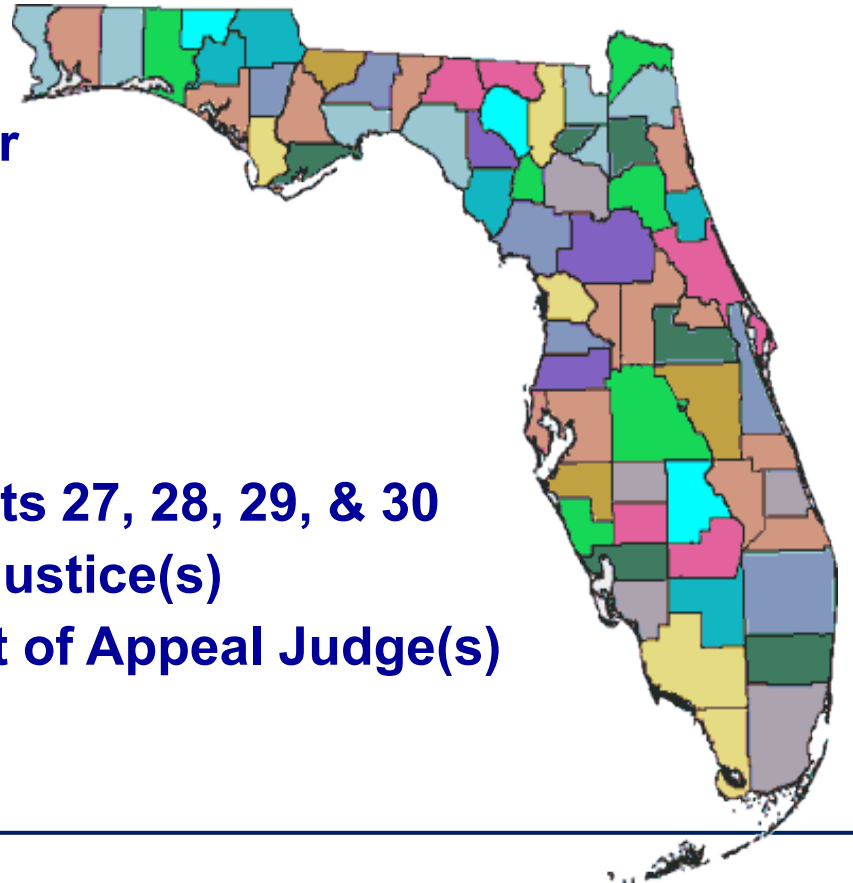 r
ts 27, 28, 29, & 30
ustice(s)
t of Appeal Judge(s)